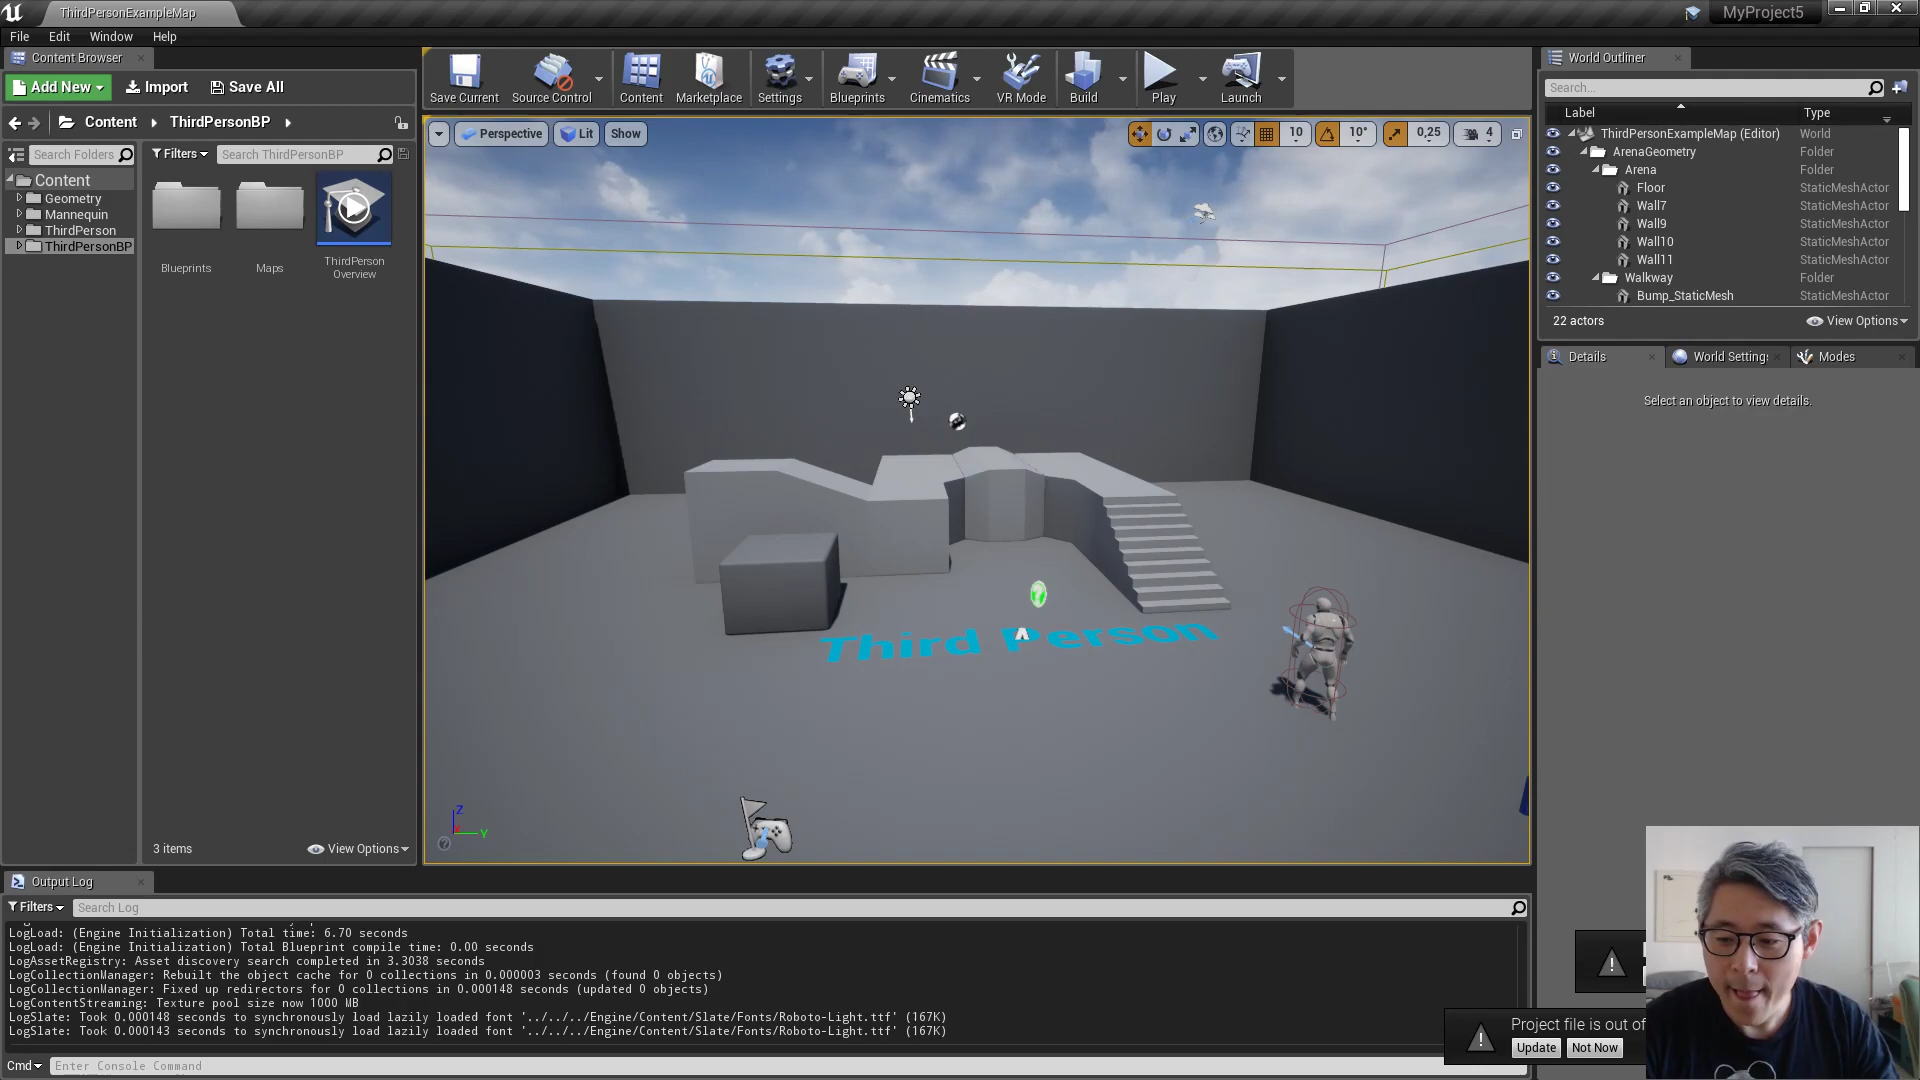 ThirdPersonExampleMap
MyProject5
File Edit Window Help
Content Browser
Add New Import Save All
Content ThirdPersonBP
Search Folders
Filters Search ThirdPersonBP
Content
Geometry
Mannequin
ThirdPerson
ThirdPersonBP
Blueprints
Maps
ThirdPerson
Overview
3 items
View Options
Save Current Source Control Content Marketplace Settings Blueprints Cinematics VR Mode Build Play Launch
Perspective Lit Show
10 10° 0,25 4
Third Person
Z
Y
World Outliner
Search...
Label Type
ThirdPersonExampleMap (Editor) World
ArenaGeometry Folder
Arena Folder
Floor StaticMeshActor
Wall7 StaticMeshActor
Wall9 StaticMeshActor
Wall10 StaticMeshActor
Wall11 StaticMeshActor
Walkway Folder
Bump_StaticMesh StaticMeshActor
22 actors View Options
Details World Settings Modes
Select an object to view details.
Output Log
Filters Search Log
LogLoad: (Engine Initialization) Total time: 6.70 seconds
LogLoad: (Engine Initialization) Total Blueprint compile time: 0.00 seconds
LogAssetRegistry: Asset discovery search completed in 3.3038 seconds
LogCollectionManager: Rebuilt the object cache for 0 collections in 0.000003 seconds (found 0 objects)
LogCollectionManager: Fixed up redirectors for 0 collections in 0.000148 seconds (updated 0 objects)
LogContentStreaming: Texture pool size now 1000 MB
LogSlate: Took 0.000148 seconds to synchronously load lazily loaded font '../../../Engine/Content/Slate/Fonts/Roboto-Light.ttf' (167K)
LogSlate: Took 0.000143 seconds to synchronously load lazily loaded font '../../../Engine/Content/Slate/Fonts/Roboto-Light.ttf' (167K)
Cmd Enter Console Command
Project file is out of
Update Not Now